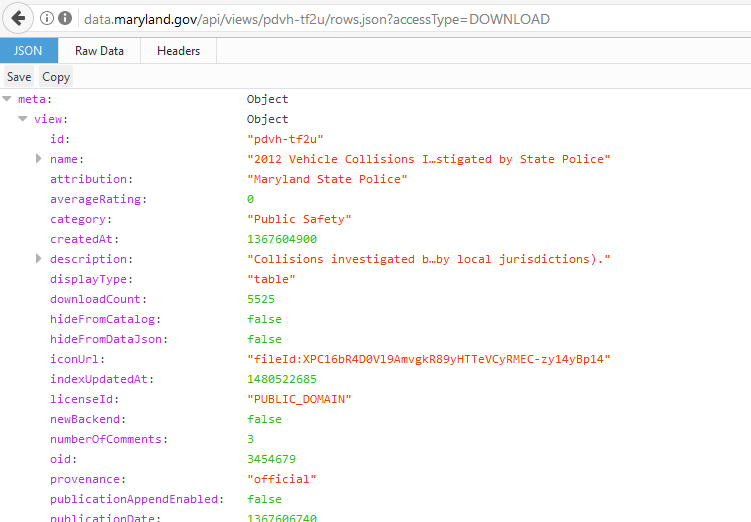 data.maryland.gov/api/views/pdvh-tf2u/rows.json?accessType=DOWNLOAD
JSON Raw Data Headers
Save Copy
meta: Object
view: Object
id: "pdvh-tf2u"
name: "2012 Vehicle Collisions I…stigated by State Police"
attribution: "Maryland State Police"
averageRating: 0
category: "Public Safety"
createdAt: 1367604900
description: "Collisions investigated b…by local jurisdictions)."
displayType: "table"
downloadCount: 5525
hideFromCatalog: false
hideFromDataJson: false
iconUrl: "fileId:XPC16bR4D0Vl9AmvgkR89yHTTeVCyRMEC-zy14yBp14"
indexUpdatedAt: 1480522685
licenseId: "PUBLIC_DOMAIN"
newBackend: false
numberOfComments: 3
oid: 3454679
provenance: "official"
publicationAppendEnabled: false
publicationDate: 1367606740